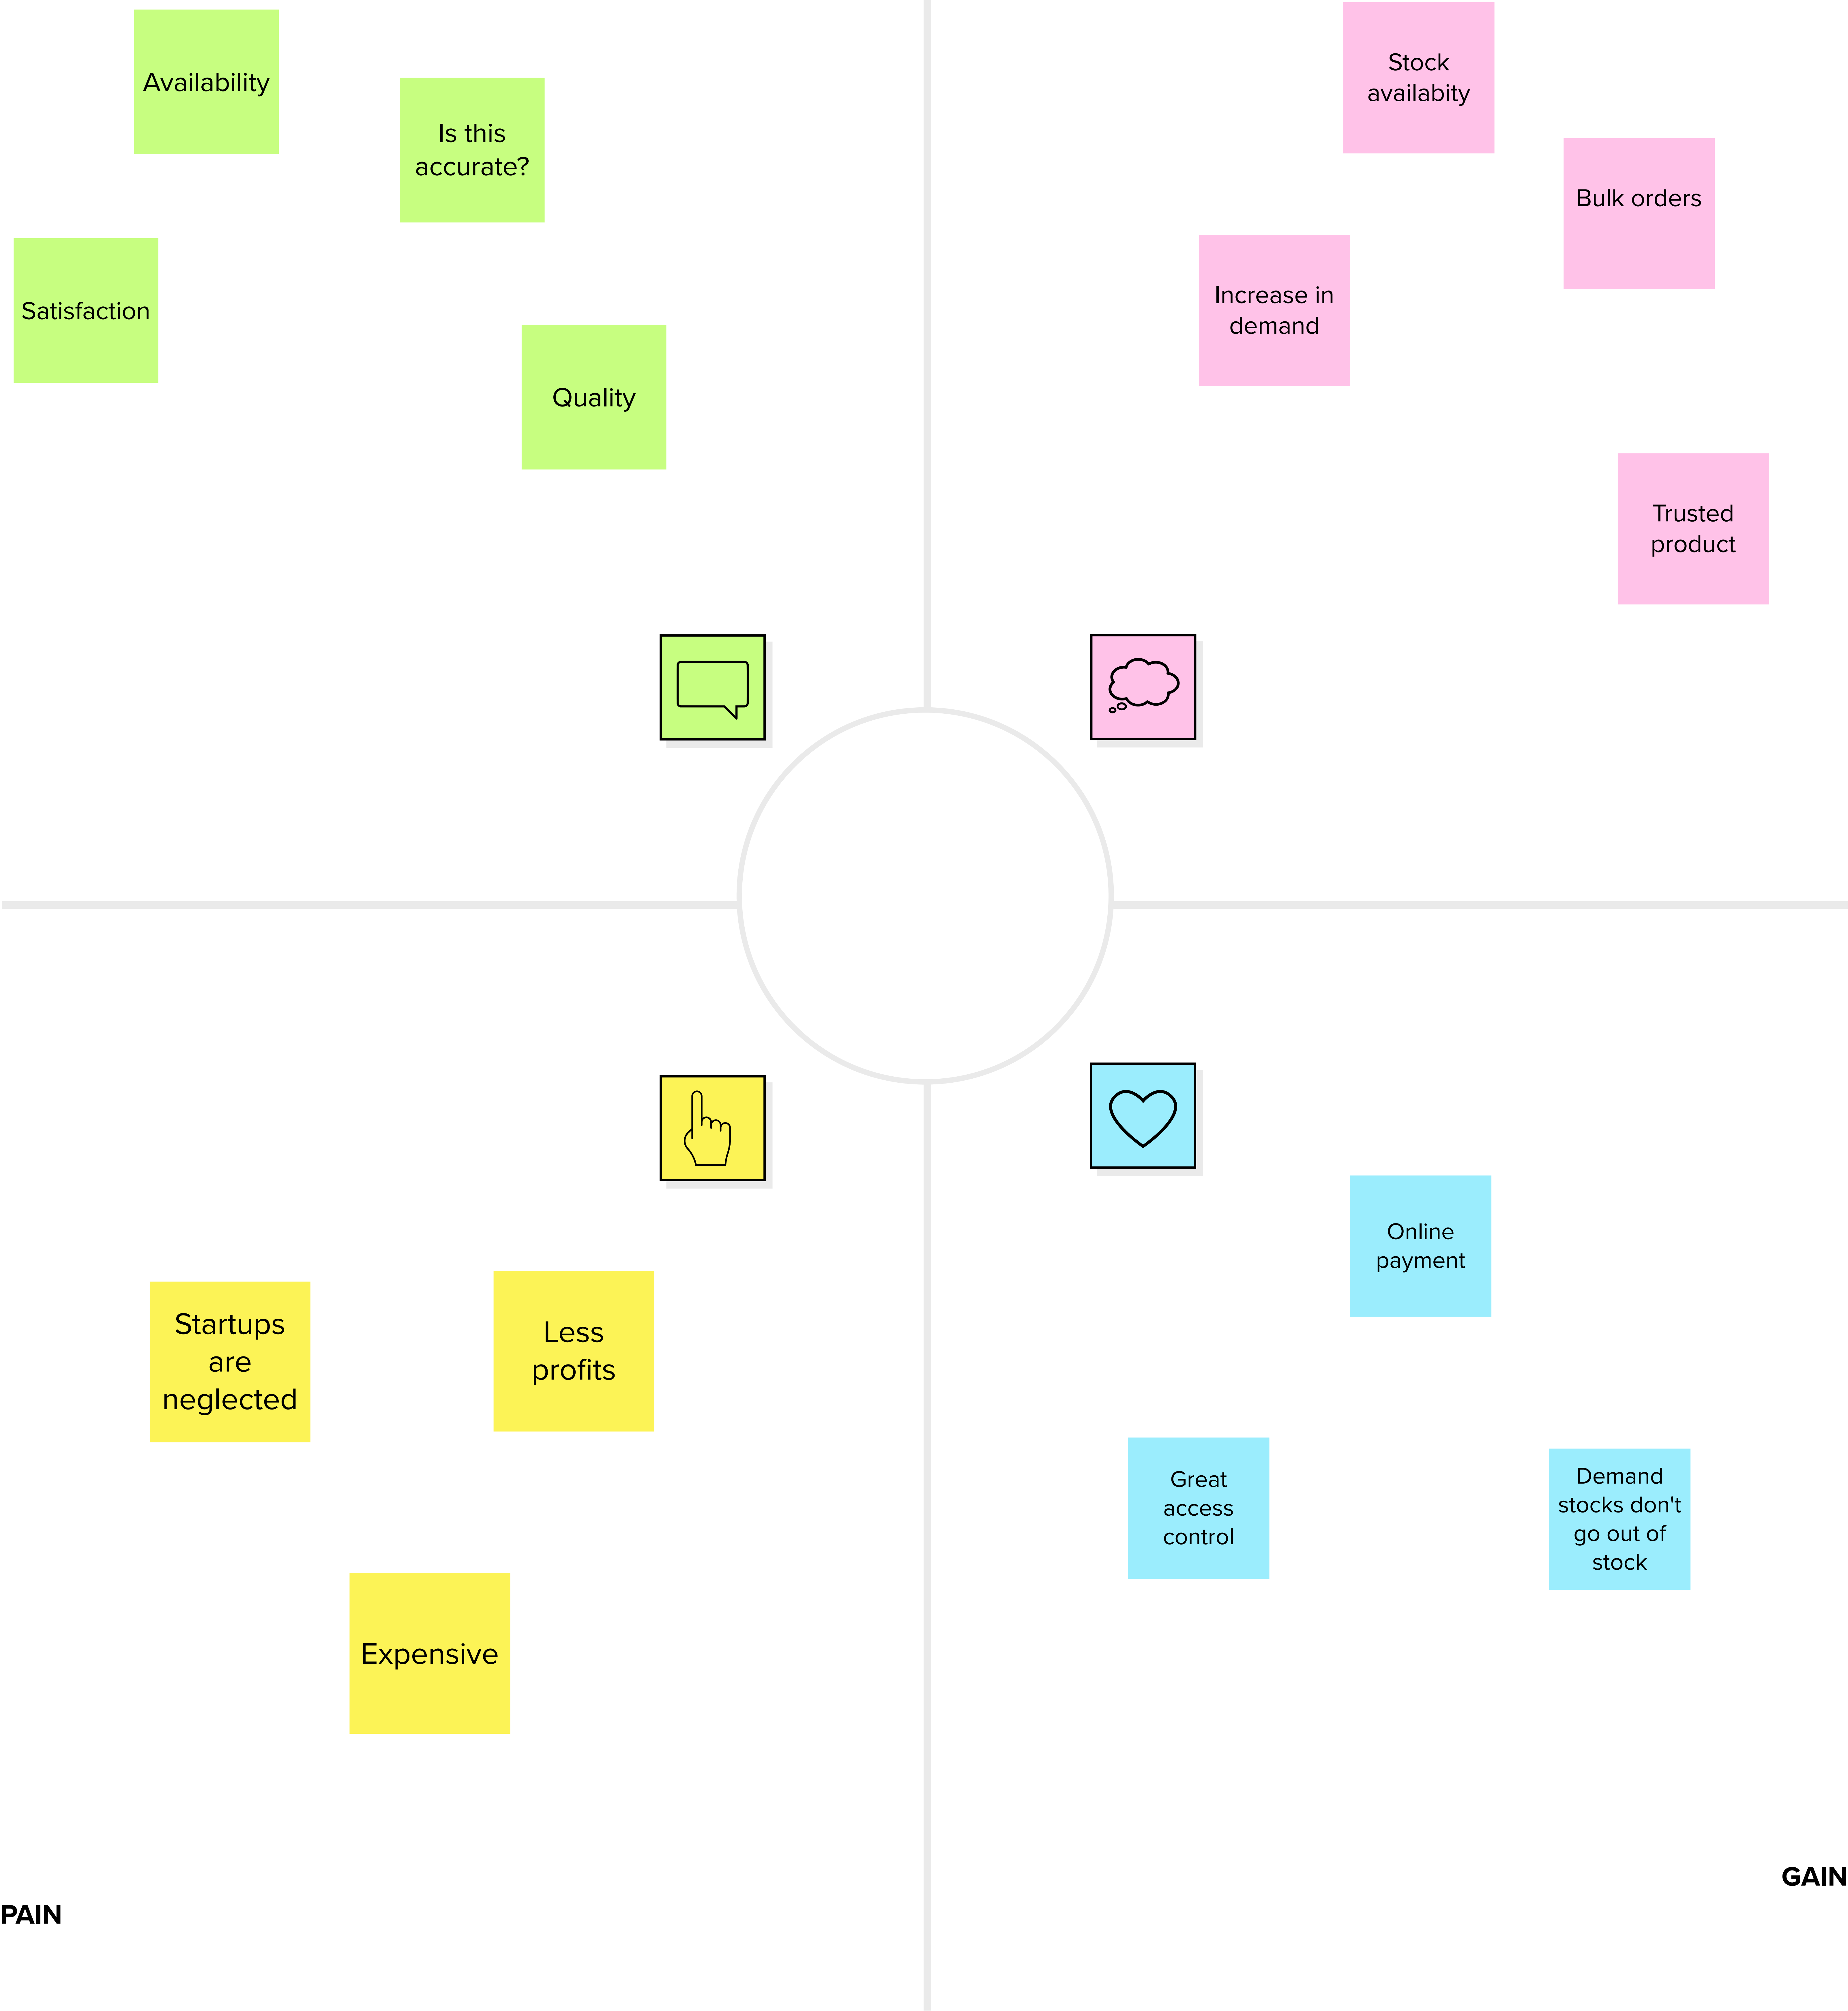 Availability
Is this
accurate?
Satisfaction
Quality
Stock
availabity
Bulk orders
Increase in
demand
Trusted
product
Startups
are
neglected
Less
profits
Expensive
Online
payment
Great
access
control
Demand
stocks don't
go out of
stock
PAIN
GAIN